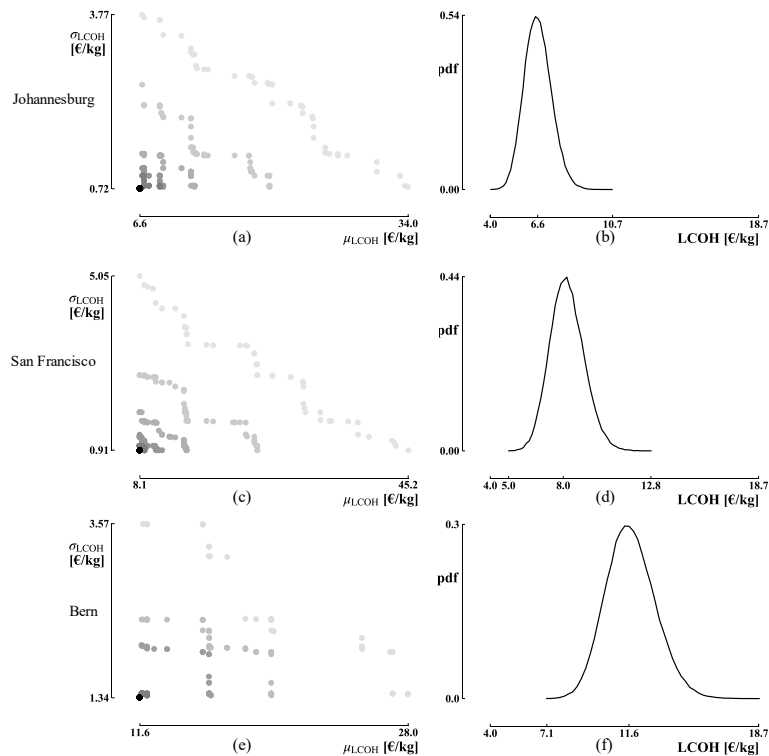 3.77
σLCOH
[€/kg]
Johannesburg
0.72
6.6
34.0
(a)
μLCOH [€/kg]
0.54
pdf
0.00
4.0
6.6
10.7
18.7
(b)
LCOH [€/kg]
5.05
σLCOH
[€/kg]
San Francisco
0.91
8.1
45.2
(c)
μLCOH [€/kg]
0.44
pdf
0.00
4.0 5.0
8.0
12.8
18.7
(d)
LCOH [€/kg]
3.57
σLCOH
[€/kg]
Bern
1.34
11.6
28.0
(e)
μLCOH [€/kg]
0.3
pdf
0.0
4.0
7.1
11.6
18.7
(f)
LCOH [€/kg]